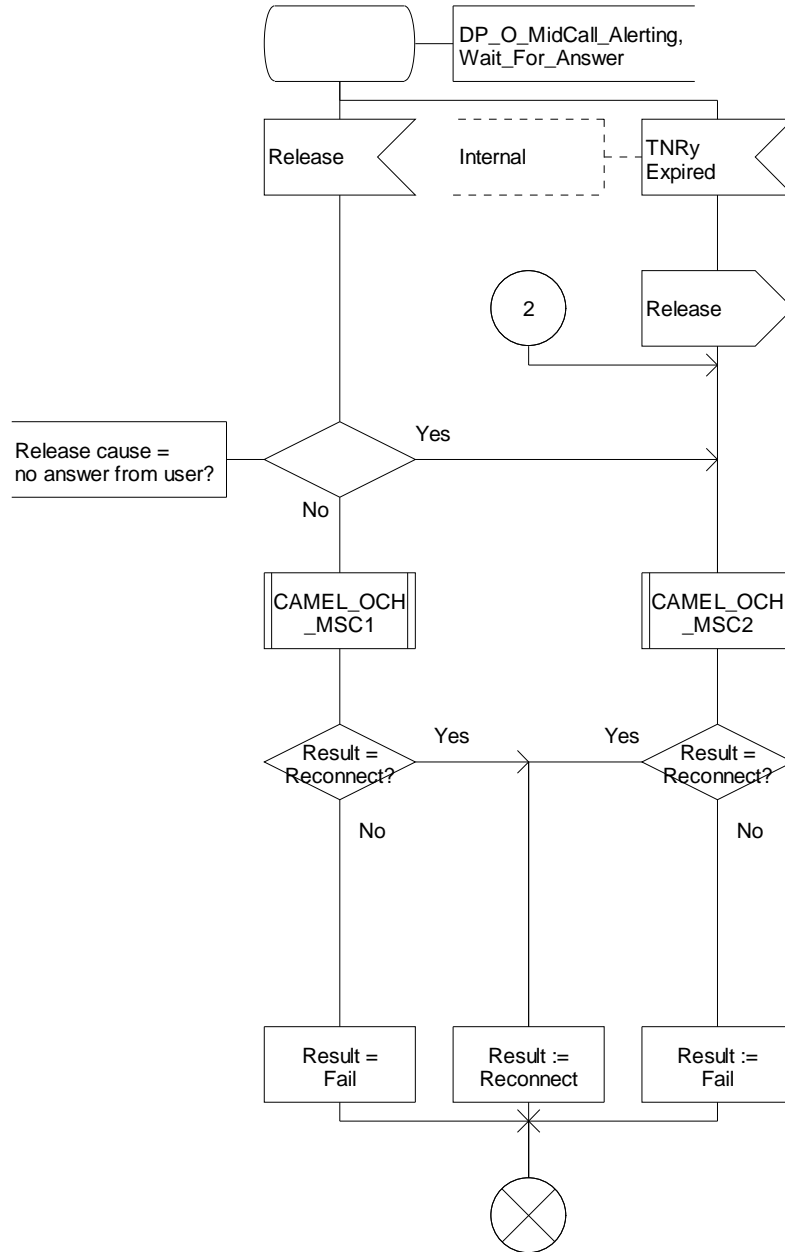 DP_O_MidCall_Alerting,
Wait_For_Answer
Release
Internal
TNRy
Expired
2
Release
Release cause =
no answer from user?
Yes
No
CAMEL_OCH
_MSC1
CAMEL_OCH
_MSC2
Result =
Reconnect?
Yes
Yes
Result =
Reconnect?
No
No
Result =
Fail
Result :=
Reconnect
Result :=
Fail